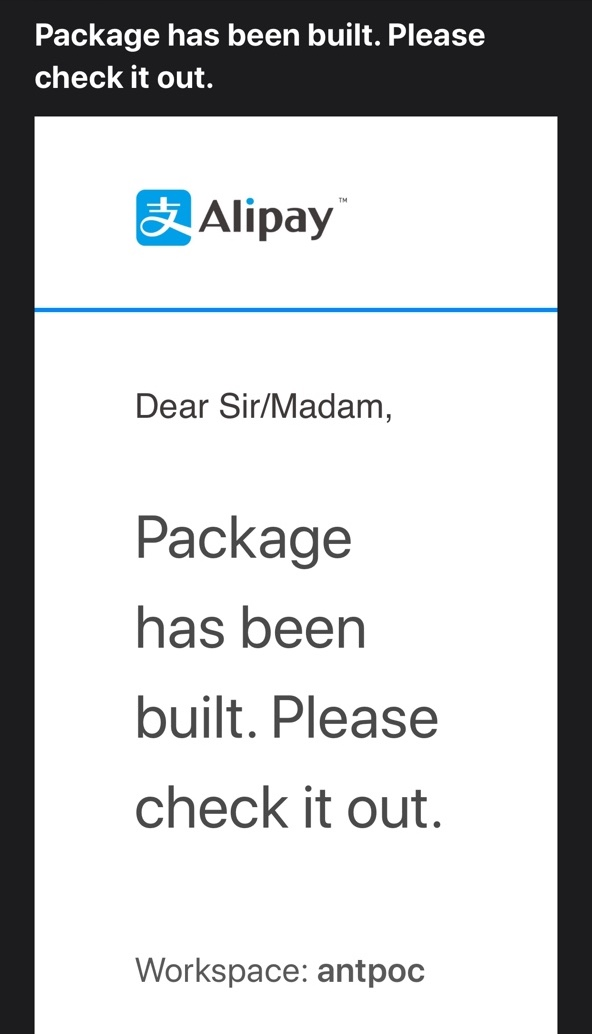 Package has been built. Please
check it out.
支 Alipay™
Dear Sir/Madam,
Package
has been
built. Please
check it out.
Workspace: antpoc